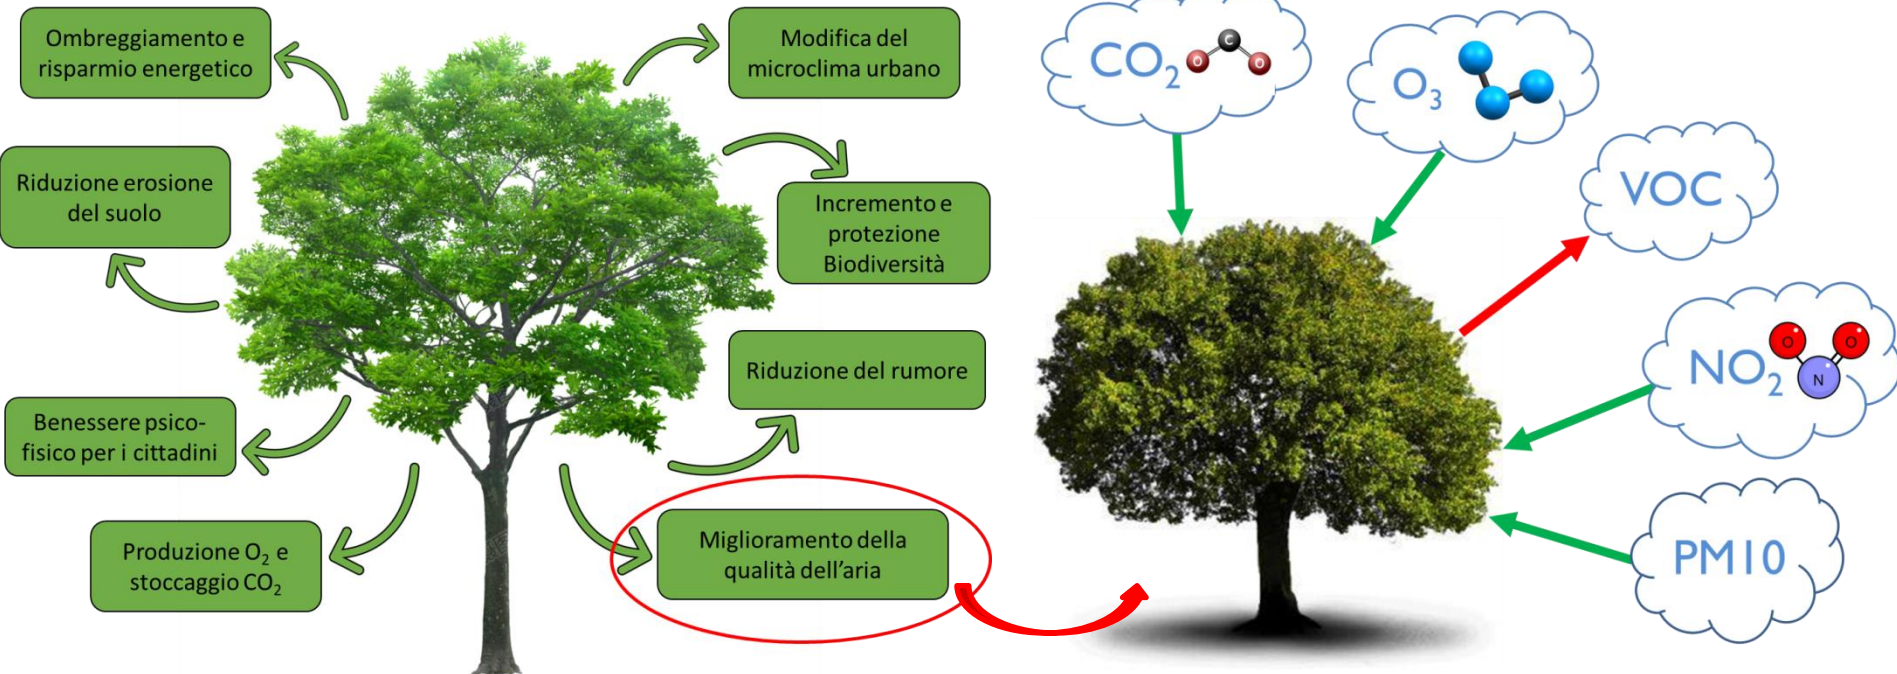 Ombreggiamento e
risparmio energetico
Riduzione erosione
del suolo
Benessere psico-
fisico per i cittadini
Produzione O₂ e
stoccaggio CO₂
Modifica del
microclima urbano
Incremento e
protezione
Biodiversità
Riduzione del rumore
Miglioramento della
qualità dell'aria
CO₂
O C O
O₃
VOC
NO₂
O O
N
PM10